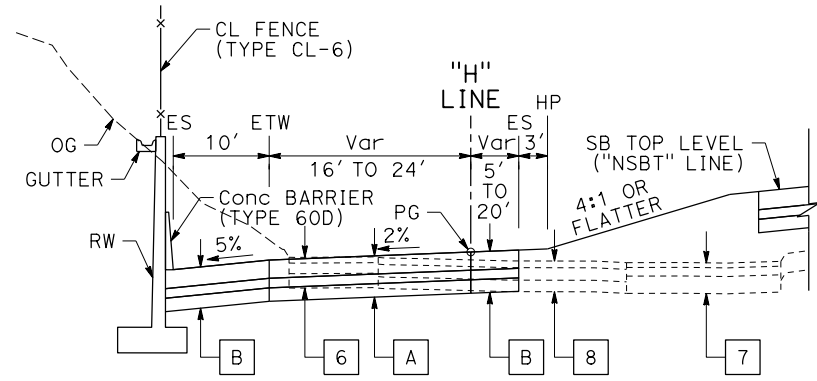 CL FENCE
(TYPE CL-6)
"H"
LINE
HP
ES
10'
ETW
Var
16' TO 24'
Var
5'
TO
20'
ES
3'
SB TOP LEVEL
("NSBT" LINE)
OG
GUTTER
Conc BARRIER
(TYPE 60D)
PG
4:1 OR
FLATTER
RW
5%
2%
B
6
A
B
8
7